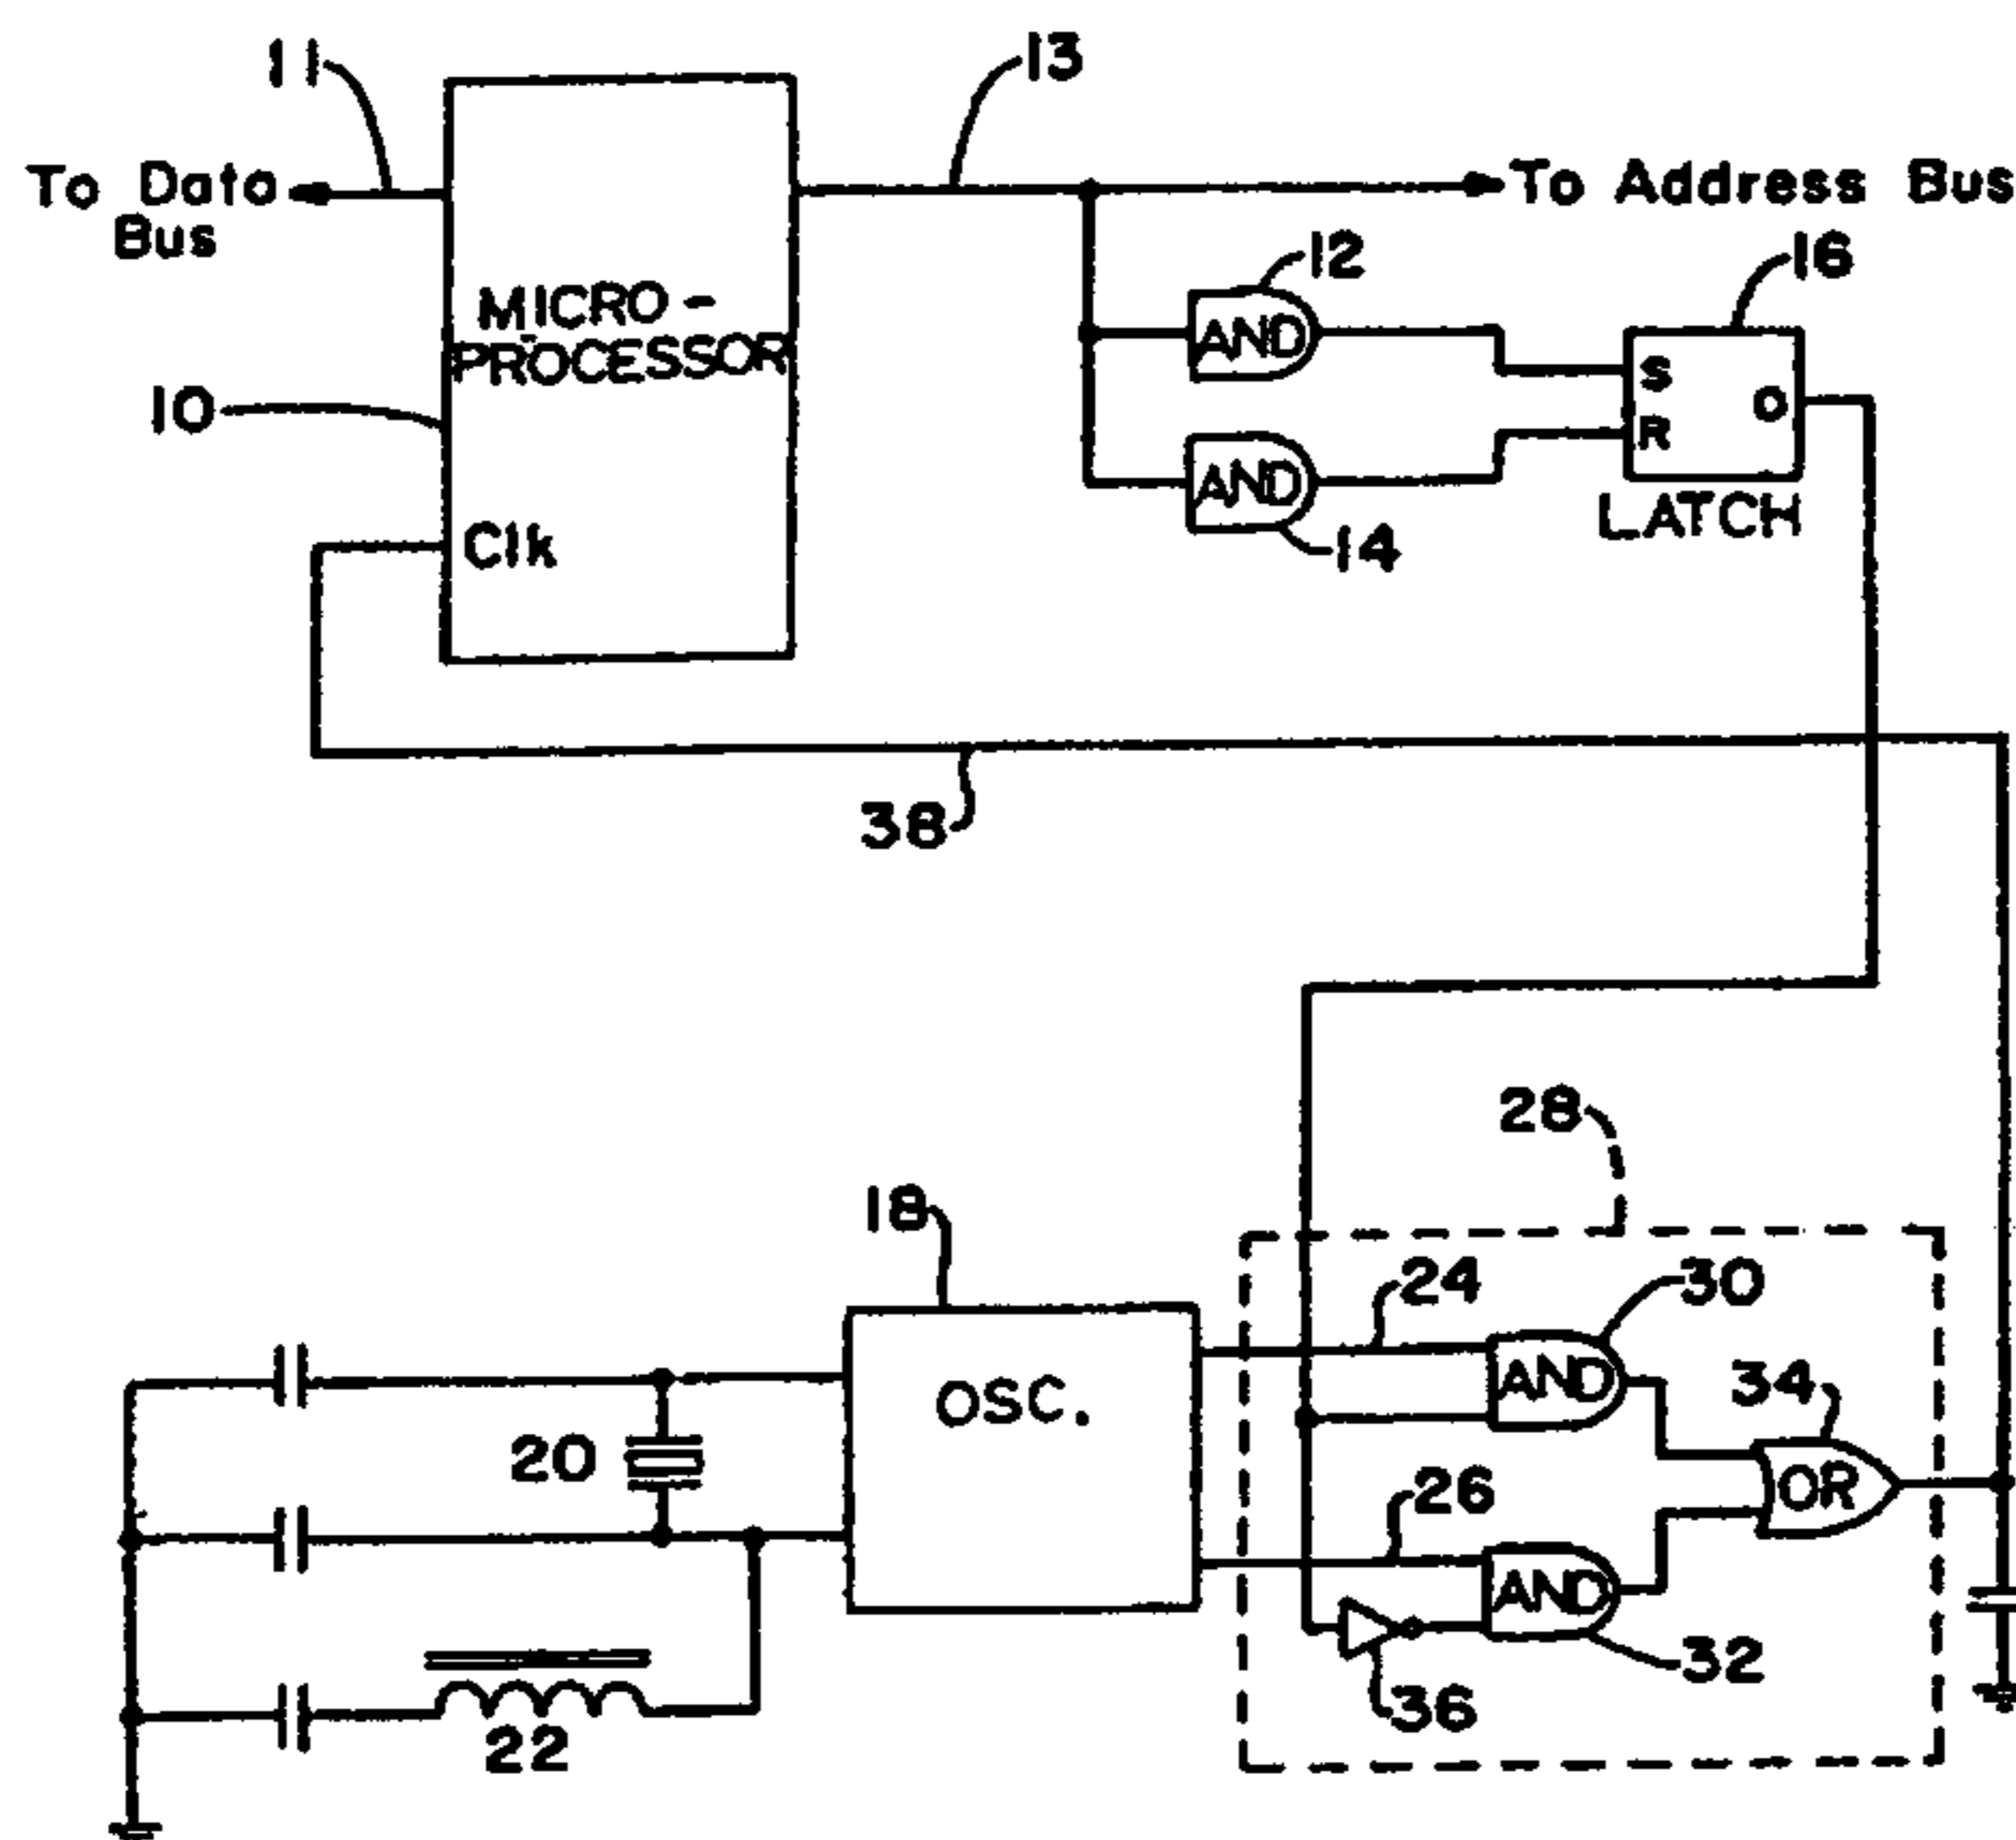 11
13
To Data
Bus
To Address Bus
MICRO-
PROCESSOR
12
16
AND
S
O
R
10
AND
LATCH
Clk
14
38
28
18
24
30
OSC.
AND
34
20
OR
26
AND
32
36
22